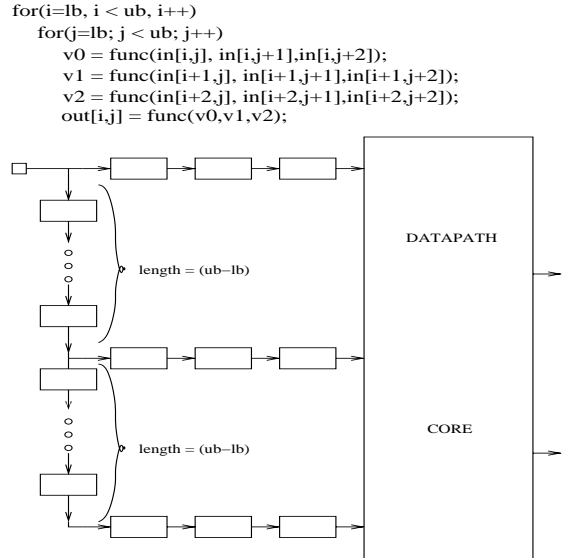 for(i=lb, i < ub, i++)
for(j=lb; j < ub; j++)
v0 = func(in[i,j], in[i,j+1],in[i,j+2]);
v1 = func(in[i+1,j], in[i+1,j+1],in[i+1,j+2]);
v2 = func(in[i+2,j], in[i+2,j+1],in[i+2,j+2]);
out[i,j] = func(v0,v1,v2);
DATAPATH
length = (ub-lb)
CORE
length = (ub-lb)